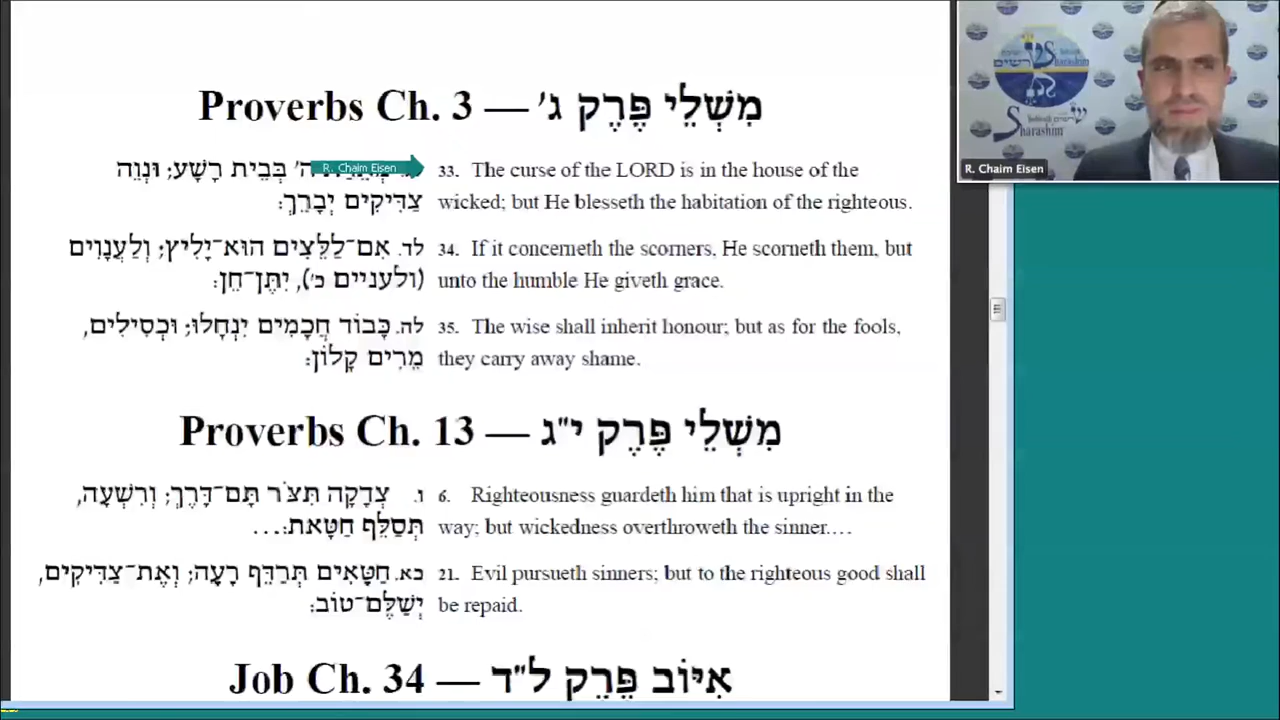 Proverbs Ch. 3 — מִשְׁלֵי פֶּרֶק ג'
R. Chaim Eisen
ה' בְּבֵית רָשָׁע; וּנְוֵה
צַדִּיקִים יְבָרֵךְ:
33. The curse of the LORD is in the house of the
wicked; but He blesseth the habitation of the righteous.
לד. אִם־לַלֵּצִים הוּא־יָלִיץ; וְלַעֲנָוִים
(ולעניים כ'), יִתֶּן־חֵן:
34. If it concerneth the scorners, He scorneth them, but
unto the humble He giveth grace.
לה. כָּבוֹד חֲכָמִים יִנְחָלוּ; וּכְסִילִים,
מֵרִים קָלוֹן:
35. The wise shall inherit honour; but as for the fools,
they carry away shame.
Proverbs Ch. 13 — מִשְׁלֵי פֶּרֶק י"ג
ו. צְדָקָה תִּצֹּר תָּם־דָּרֶךְ; וְרִשְׁעָה,
תְּסַלֵּף חַטָּאת:...
6. Righteousness guardeth him that is upright in the
way; but wickedness overthroweth the sinner....
כא. חַטָּאִים תְּרַדֵּף רָעָה; וְאֶת־צַדִּיקִים,
יְשַׁלֶּם־טוֹב:
21. Evil pursueth sinners; but to the righteous good shall
be repaid.
Job Ch. 34 — אִיּוֹב פֶּרֶק ל"ד
שרשים
Sharashim
R. Chaim Eisen